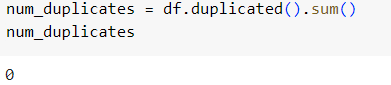 num_duplicates = df.duplicated().sum()
num_duplicates
0